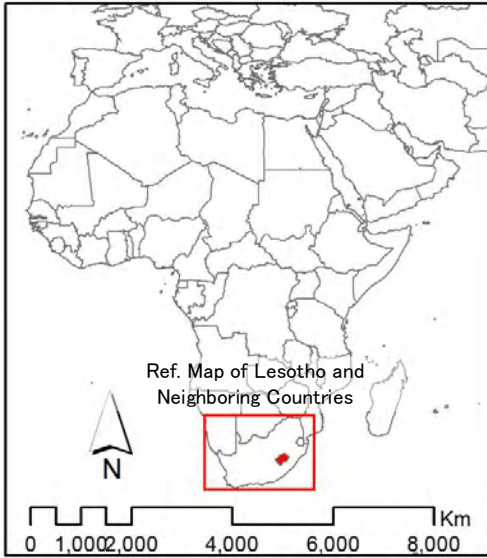 Ref. Map of Lesotho and
Neighboring Countries
N
Km
0 1,000 2,000 4,000 6,000 8,000